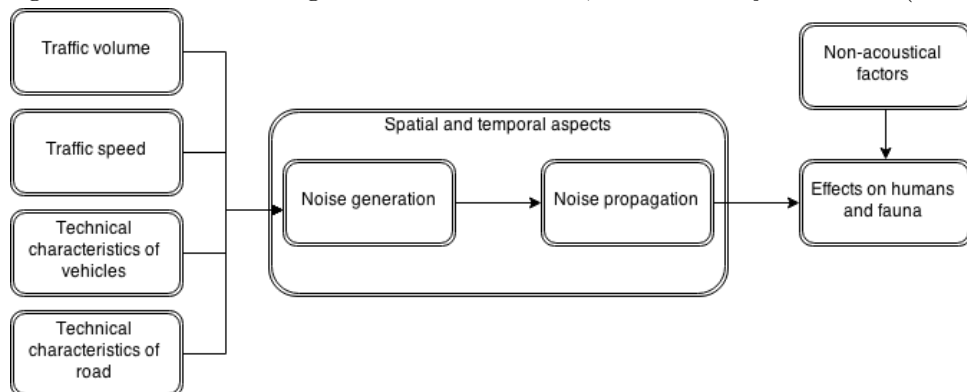 Traffic volume
Traffic speed
Technical
characteristics of
vehicles
Technical
characteristics of
road
Spatial and temporal aspects
Noise generation
Noise propagation
Non-acoustical
factors
Effects on humans
and fauna